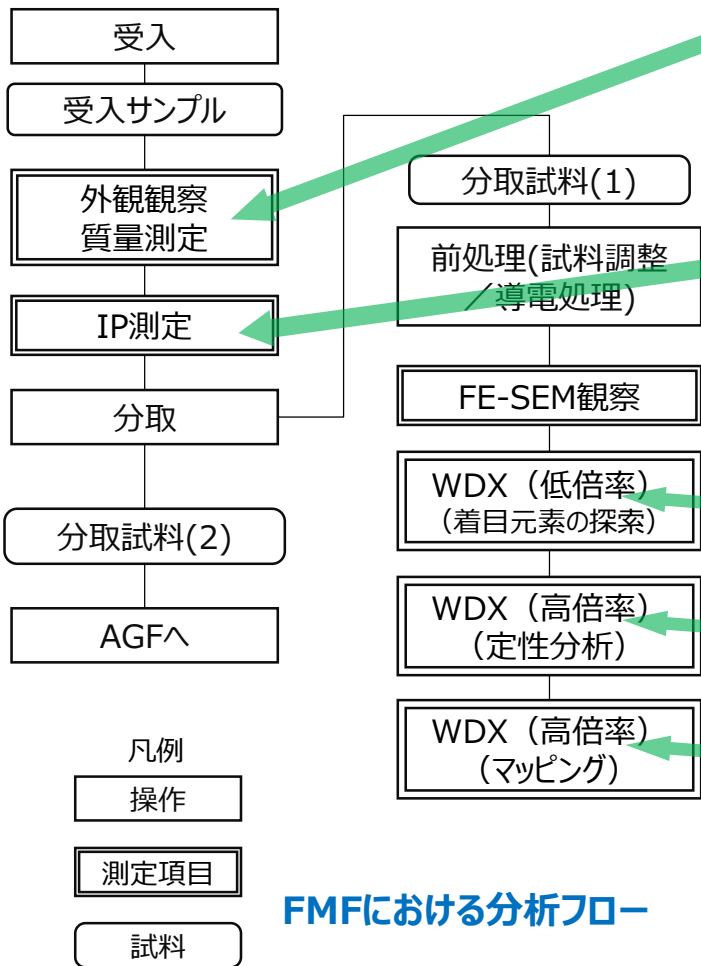 受入
受入サンプル
外観観察
質量測定
IP測定
分取
分取試料(2)
AGFへ
分取試料(1)
前処理(試料調整
／導電処理)
FE-SEM観察
WDX（低倍率）
（着目元素の探索）
WDX（高倍率）
（定性分析）
WDX（高倍率）
（マッピング）
凡例
操作
測定項目
試料
FMFにおける分析フロー